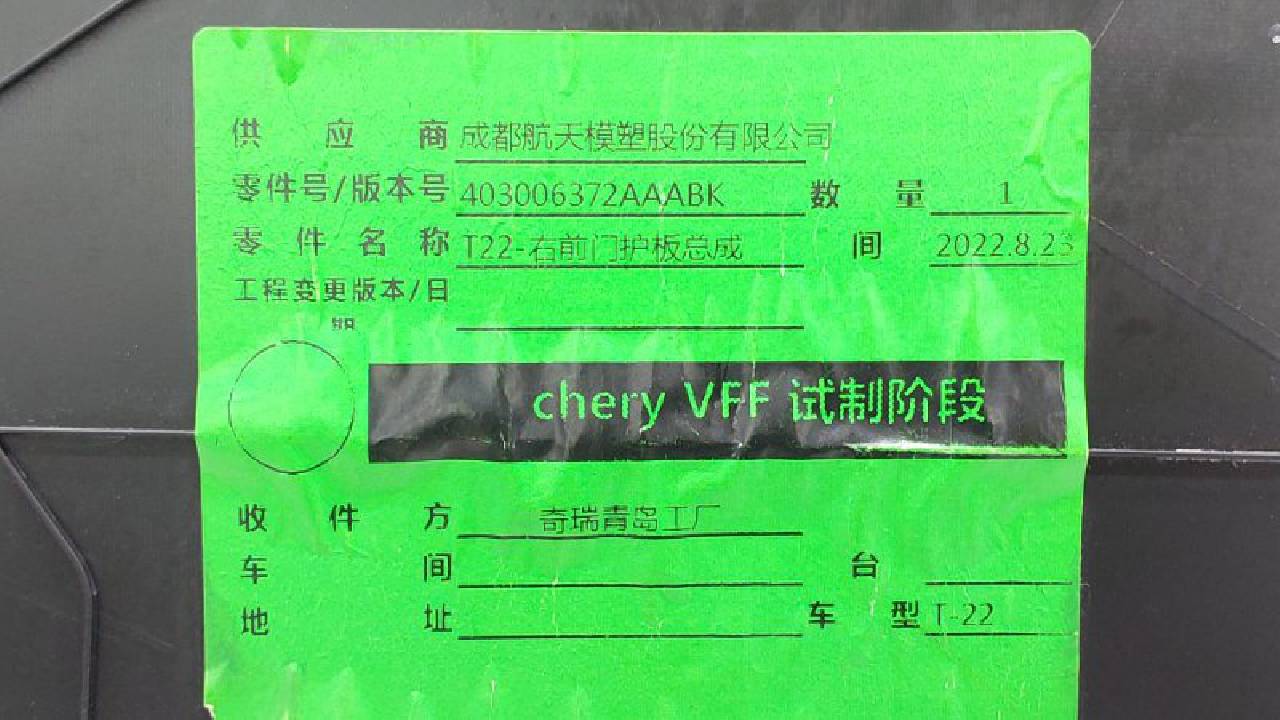 供应商 成都航天模塑股份有限公司
零件号/版本号 403006372AAABK 数量 1
零件名称 T22-右前门护板总成 间 2022.8.23
工程变更版本/日
chery VFF 试制阶段
收件方 奇瑞青岛工厂
车间 台
地址 车型 T-22